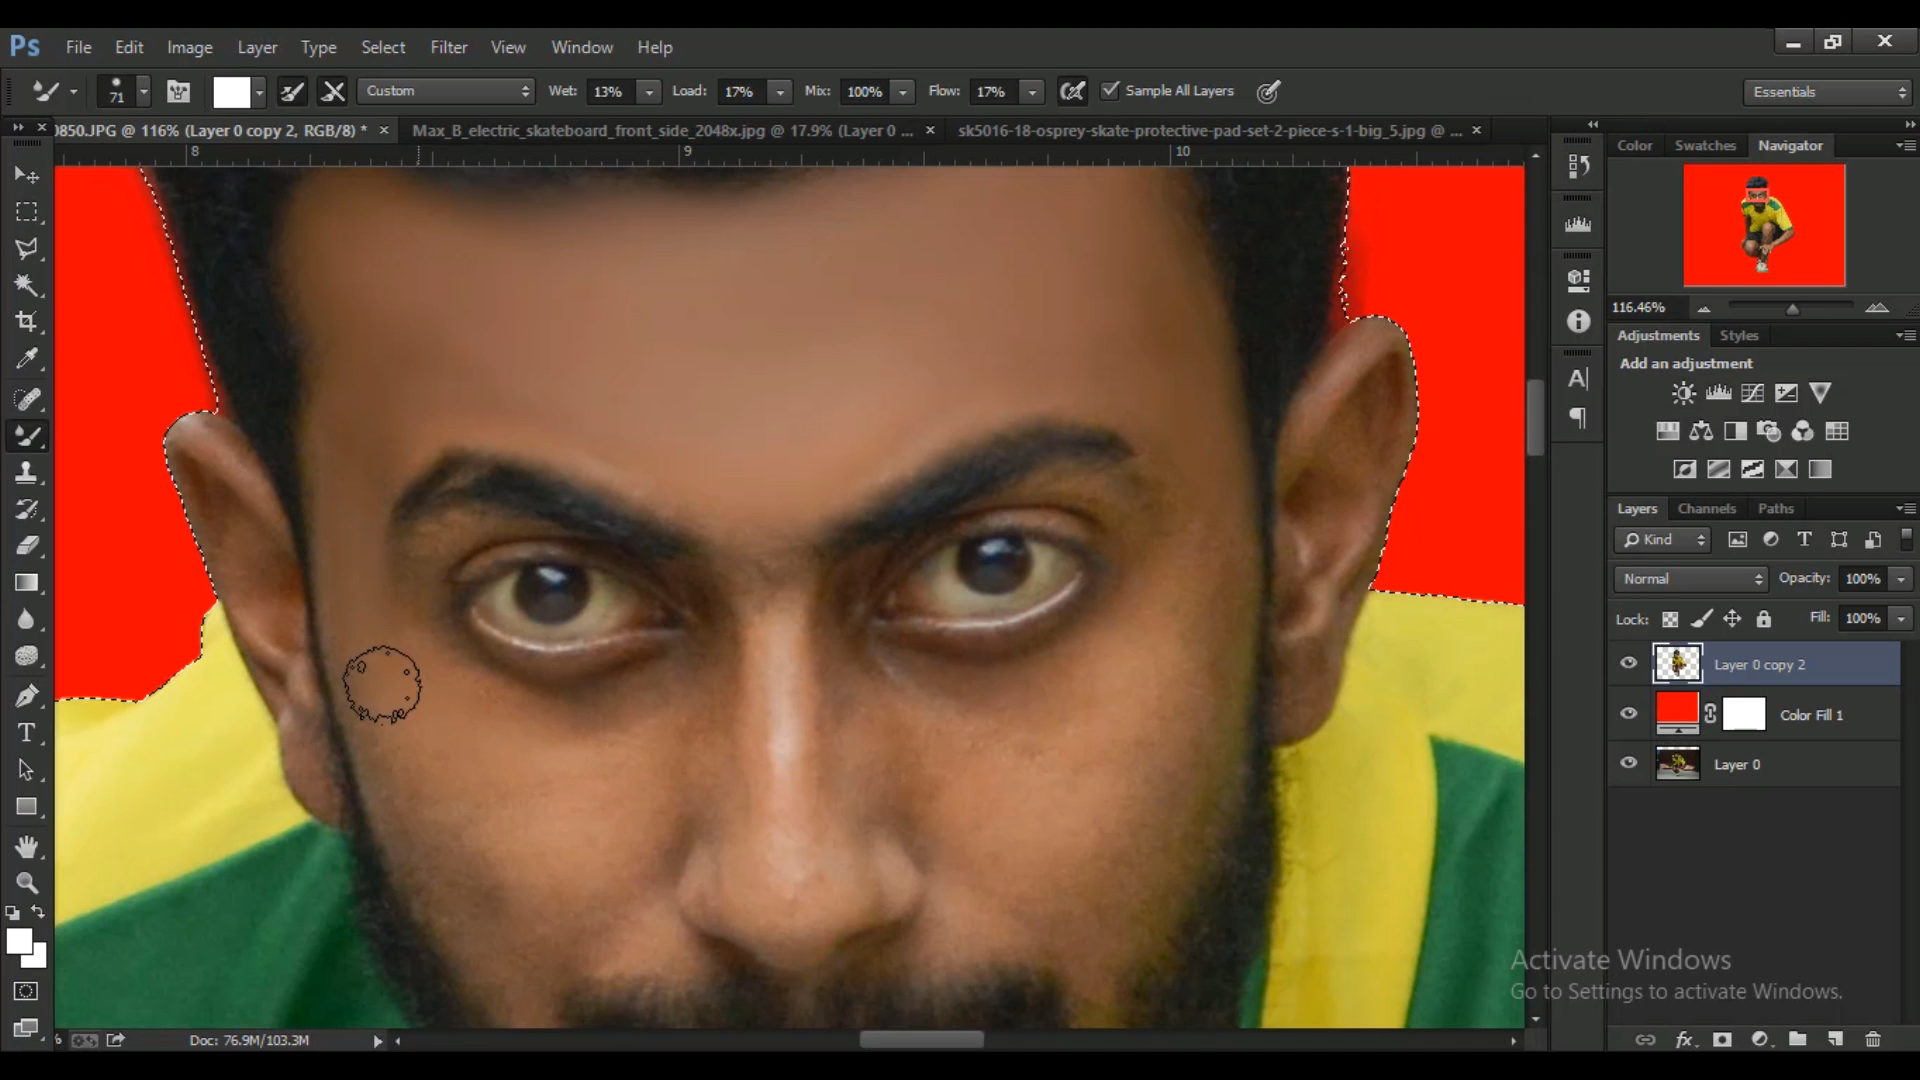 Ps File Edit Image Layer Type Select Filter View Window Help
71 Custom Wet: 13% Load: 17% Mix: 100% Flow: 17% Sample All Layers Essentials
0850.JPG @ 116% (Layer 0 copy 2, RGB/8) * × Max_B_electric_skateboard_front_side_2048x.jpg @ 17.9% (Layer 0 ... × sk5016-18-osprey-skate-protective-pad-set-2-piece-s-1-big_5.jpg @ ... ×
8 9 10
Color Swatches Navigator
116.46%
Adjustments Styles
Add an adjustment
Layers Channels Paths
Kind
Normal Opacity: 100%
Lock: Fill: 100%
Layer 0 copy 2
Color Fill 1
Layer 0
Activate Windows
Go to Settings to activate Windows.
Doc: 76.9M/103.3M